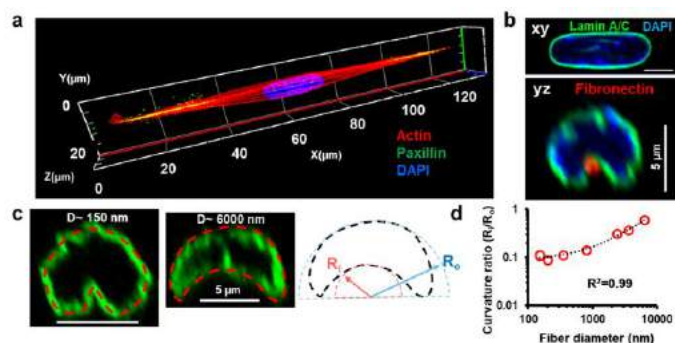 a
Y(μm)
0
20
Z(μm)
0
20
40
60
80
100
120
X(μm)
Actin
Paxillin
DAPI
b
xy
Lamin A/C
DAPI
yz
Fibronectin
5 μm
c
D~ 150 nm
D~ 6000 nm
5 μm
Ri
Ro
d
Curvature ratio (Ri/Ro)
1
0.1
0.01
R²=0.99
100
1000
10000
Fiber diameter (nm)